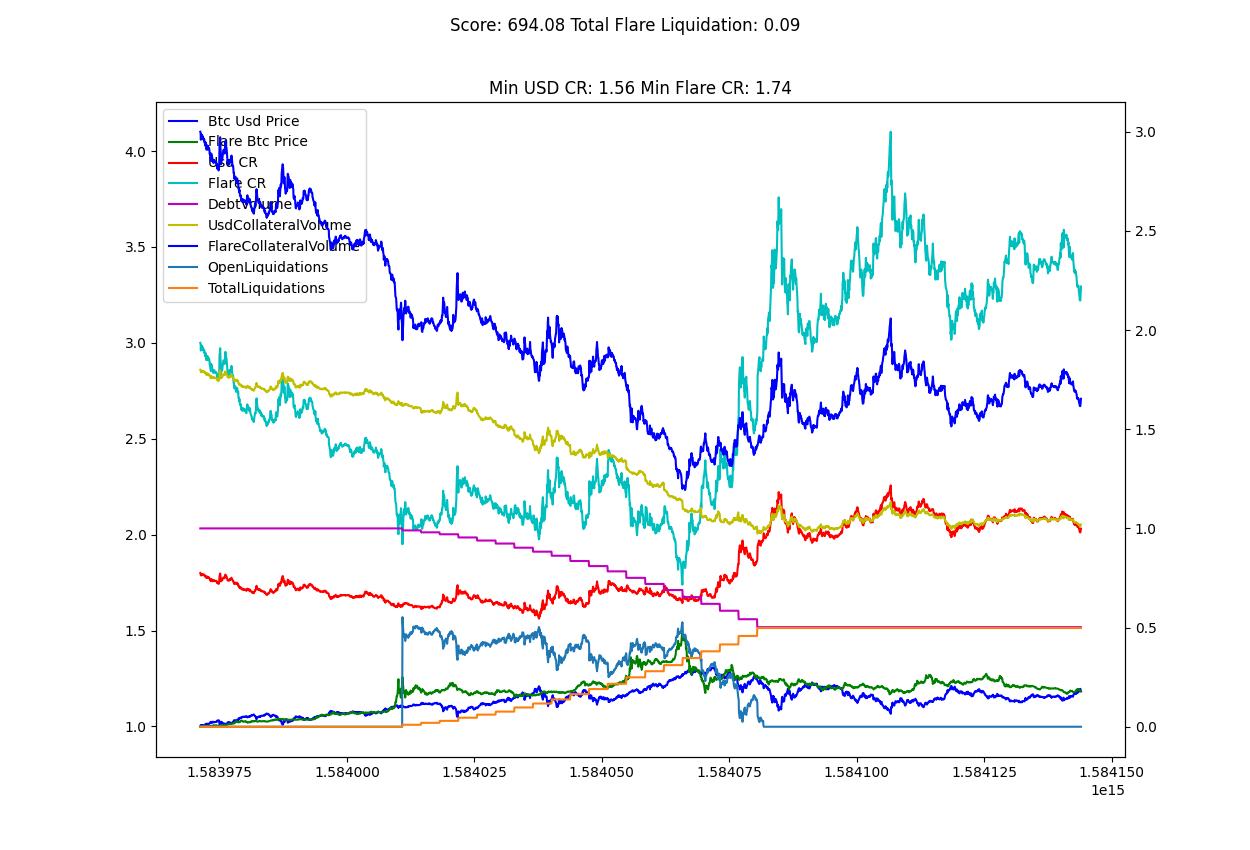 Score: 694.08 Total Flare Liquidation: 0.09
Min USD CR: 1.56 Min Flare CR: 1.74
Btc Usd Price
Flare Btc Price
Usd CR
Flare CR
DebtVolume
UsdCollateralVolume
FlareCollateralVolume
OpenLiquidations
TotalLiquidations
4.0
3.5
3.0
2.5
2.0
1.5
1.0
3.0
2.5
2.0
1.5
1.0
0.5
0.0
1.583975 1.584000 1.584025 1.584050 1.584075 1.584100 1.584125 1.584150
1e15